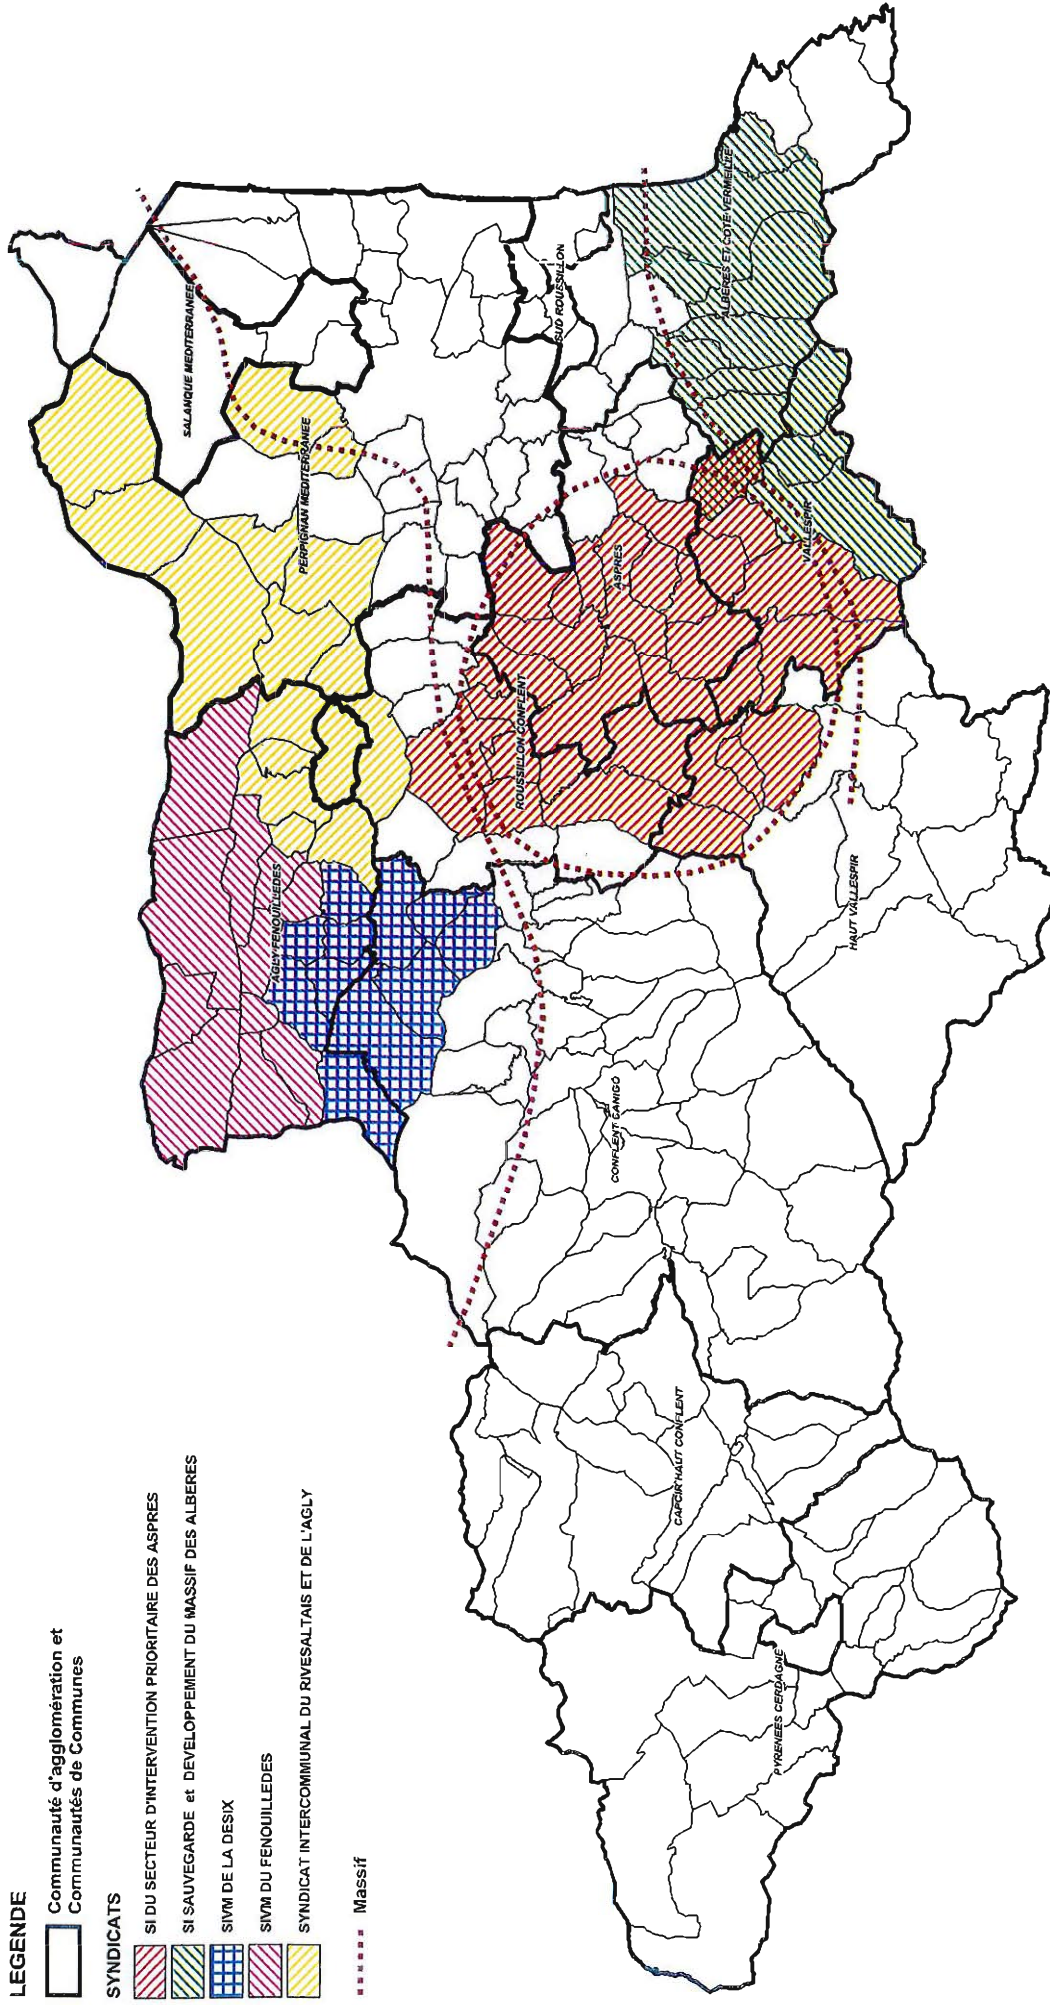 LEGENDE
Communauté d'agglomération et
Communautés de Communes
SYNDICATS
SI DU SECTEUR D'INTERVENTION PRIORITAIRE DES ASPRES
SI SAUVEGARDE et DEVELOPPEMENT DU MASSIF DES ALBERES
SIVM DE LA DESIX
SIVM DU FENOUILLEDES
SYNDICAT INTERCOMMUNAL DU RIVESALTAIS ET DE L'AGLY
Massif
SALANQUE MEDITERRANEE
PERPIGNAN MEDITERRANEE
AGLY FENOUILLEDES
SUD ROUSSILLON
ALBERES ET COTE VERMEILLE
ASPRES
ROUSSILLON CONFLENT
VALLESPIR
HAUT VALLESPIR
CONFLENT CANIGÓ
CAPCIR HAUT CONFLENT
PYRENEES CERDAGNE